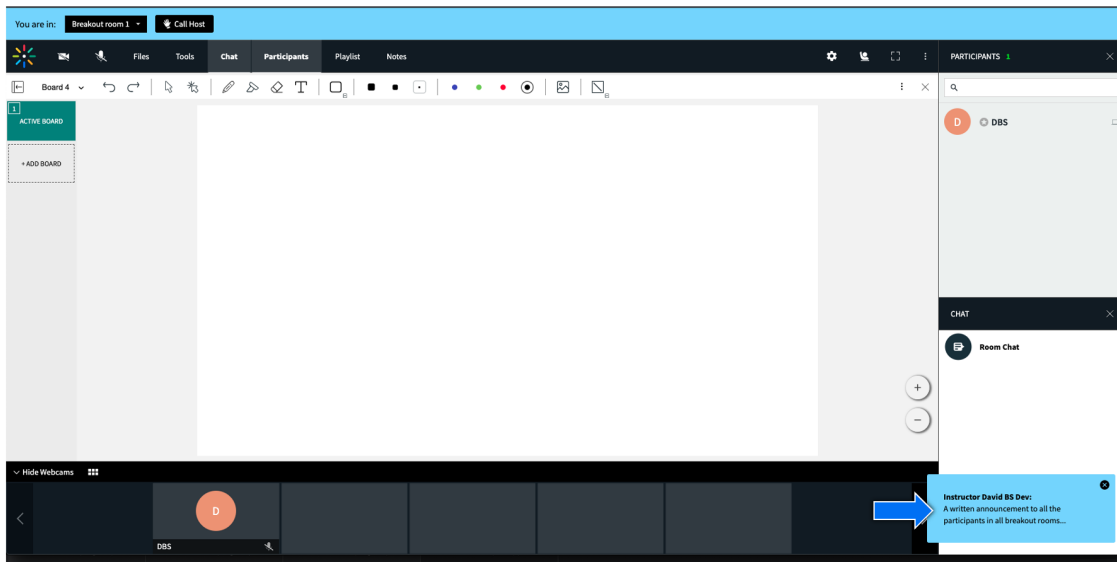 You are in: Breakout room 1 Call Host
Files Tools Chat Participants Playlist Notes
PARTICIPANTS 1
Board 4
T
1
ACTIVE BOARD
+ ADD BOARD
D DBS
CHAT
Room Chat
+
−
Hide Webcams
D
DBS
Instructor David BS Dev:
A written announcement to all the
participants in all breakout rooms...